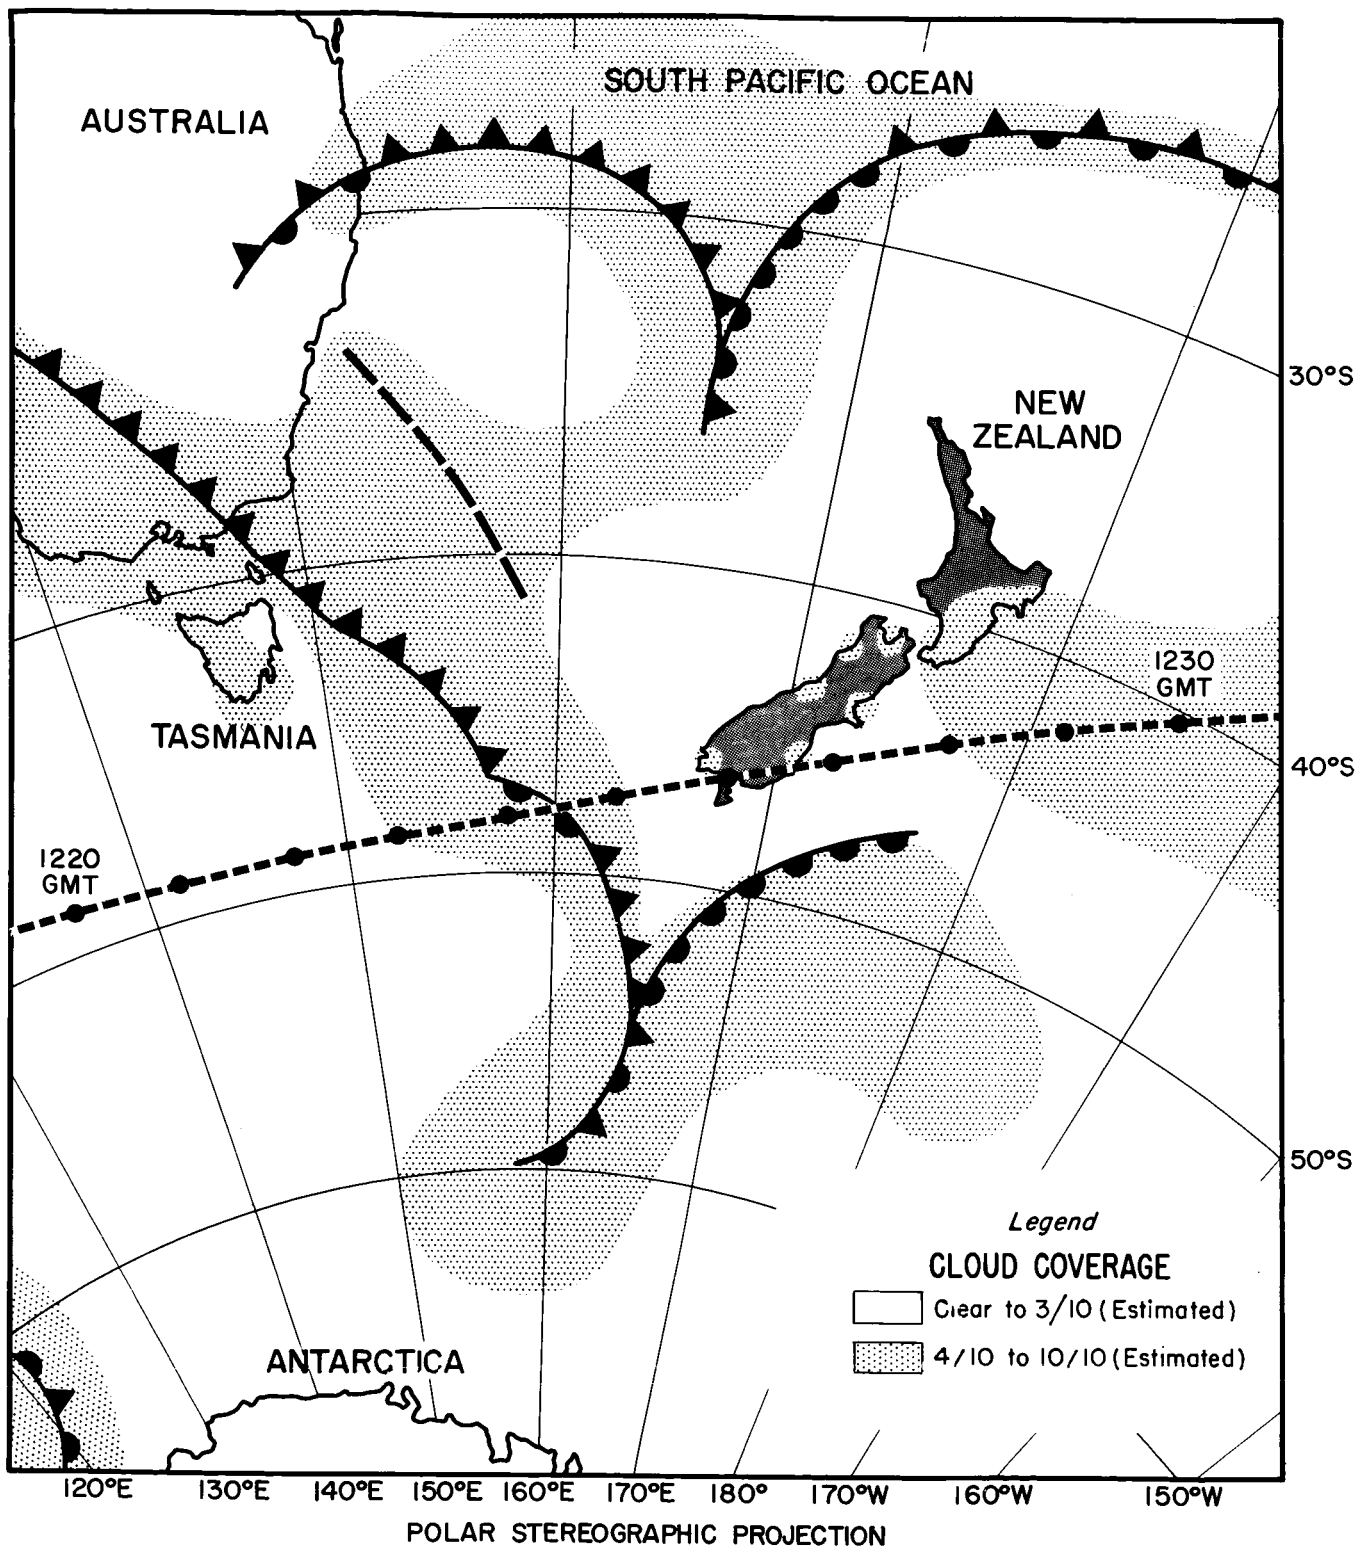 SOUTH PACIFIC OCEAN
AUSTRALIA
30°S
NEW
ZEALAND
1230
GMT
TASMANIA
40°S
1220
GMT
50°S
Legend
CLOUD COVERAGE
Clear to 3/10 (Estimated)
4/10 to 10/10 (Estimated)
ANTARCTICA
120°E 130°E 140°E 150°E 160°E 170°E 180° 170°W 160°W 150°W
POLAR STEREOGRAPHIC PROJECTION